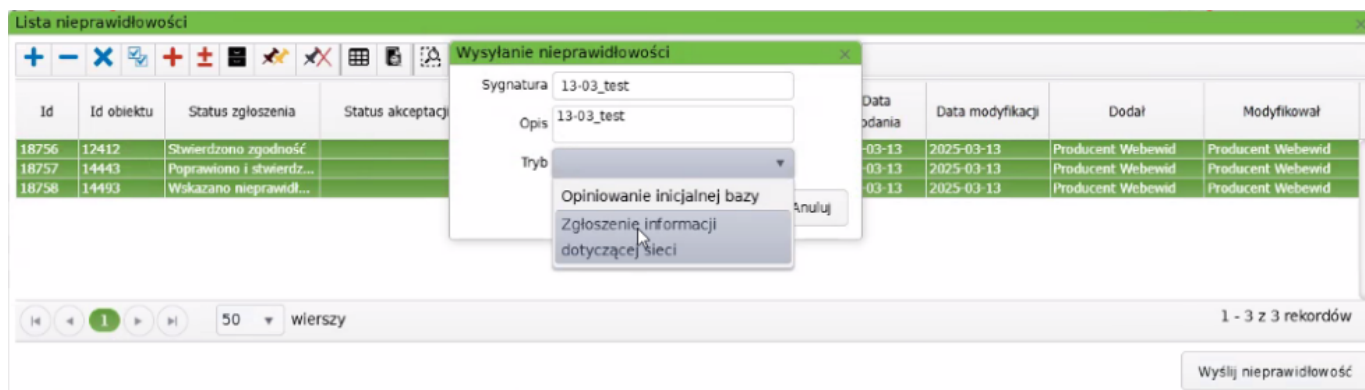 Lista nieprawidłowości
Wysyłanie nieprawidłowości
Sygnatura 13-03_test
Opis 13-03_test
Tryb
Opiniowanie inicjalnej bazy
Zgłoszenie informacji
dotyczącej sieci
Anuluj
Id Id obiektu Status zgłoszenia Status akceptacji Data Data modyfikacji Dodał Modyfikował
18756 12412 Stwierdzono zgodność -03-13 2025-03-13 Producent Webewid Producent Webewid
18757 14443 Poprawiono i stwierdz... -03-13 2025-03-13 Producent Webewid Producent Webewid
18758 14493 Wskazano nieprawidł... -03-13 2025-03-13 Producent Webewid Producent Webewid
1 50 wierszy 1 - 3 z 3 rekordów
Wyślij nieprawidłowość